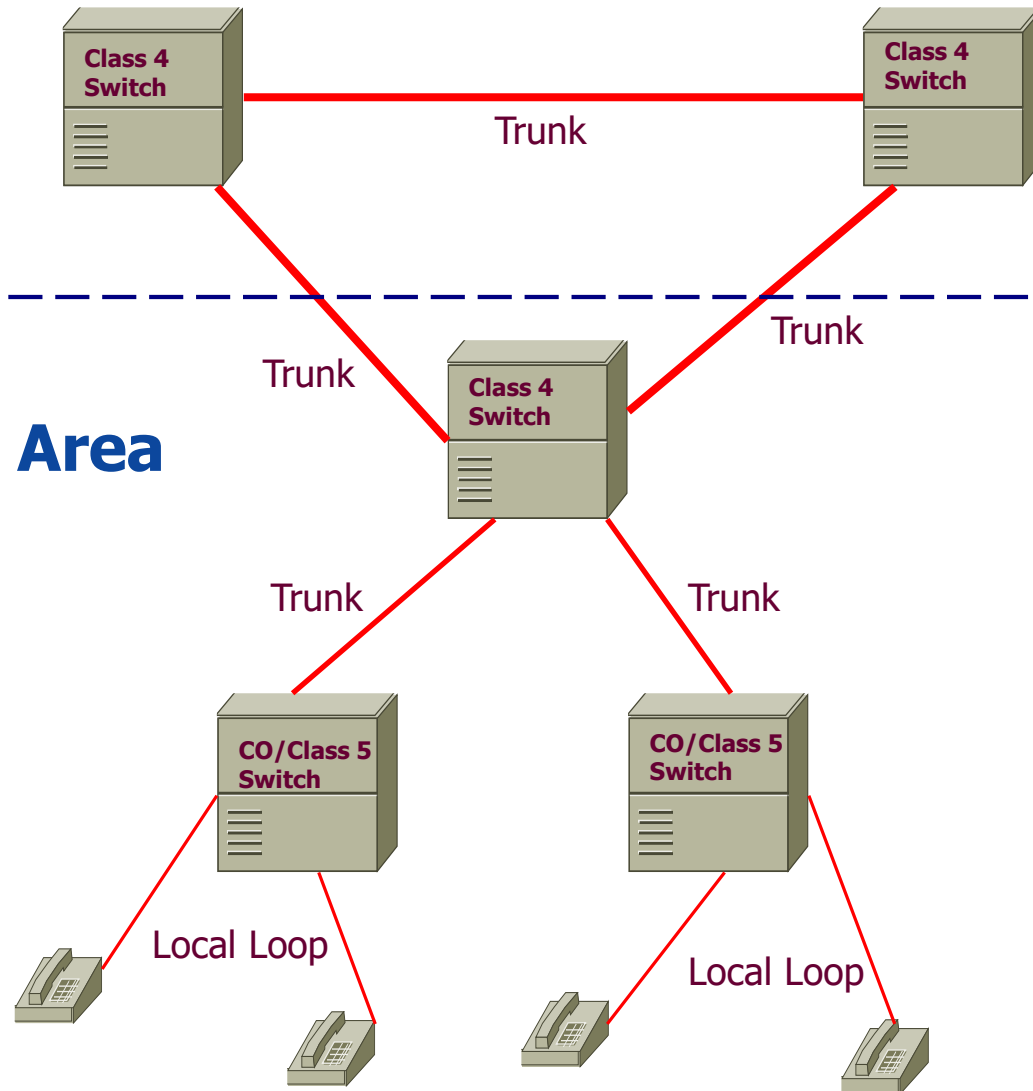 Class 4
Switch
Class 4
Switch
Trunk
Trunk
Trunk
Class 4
Switch
Area
Trunk
Trunk
CO/Class 5
Switch
CO/Class 5
Switch
Local Loop
Local Loop